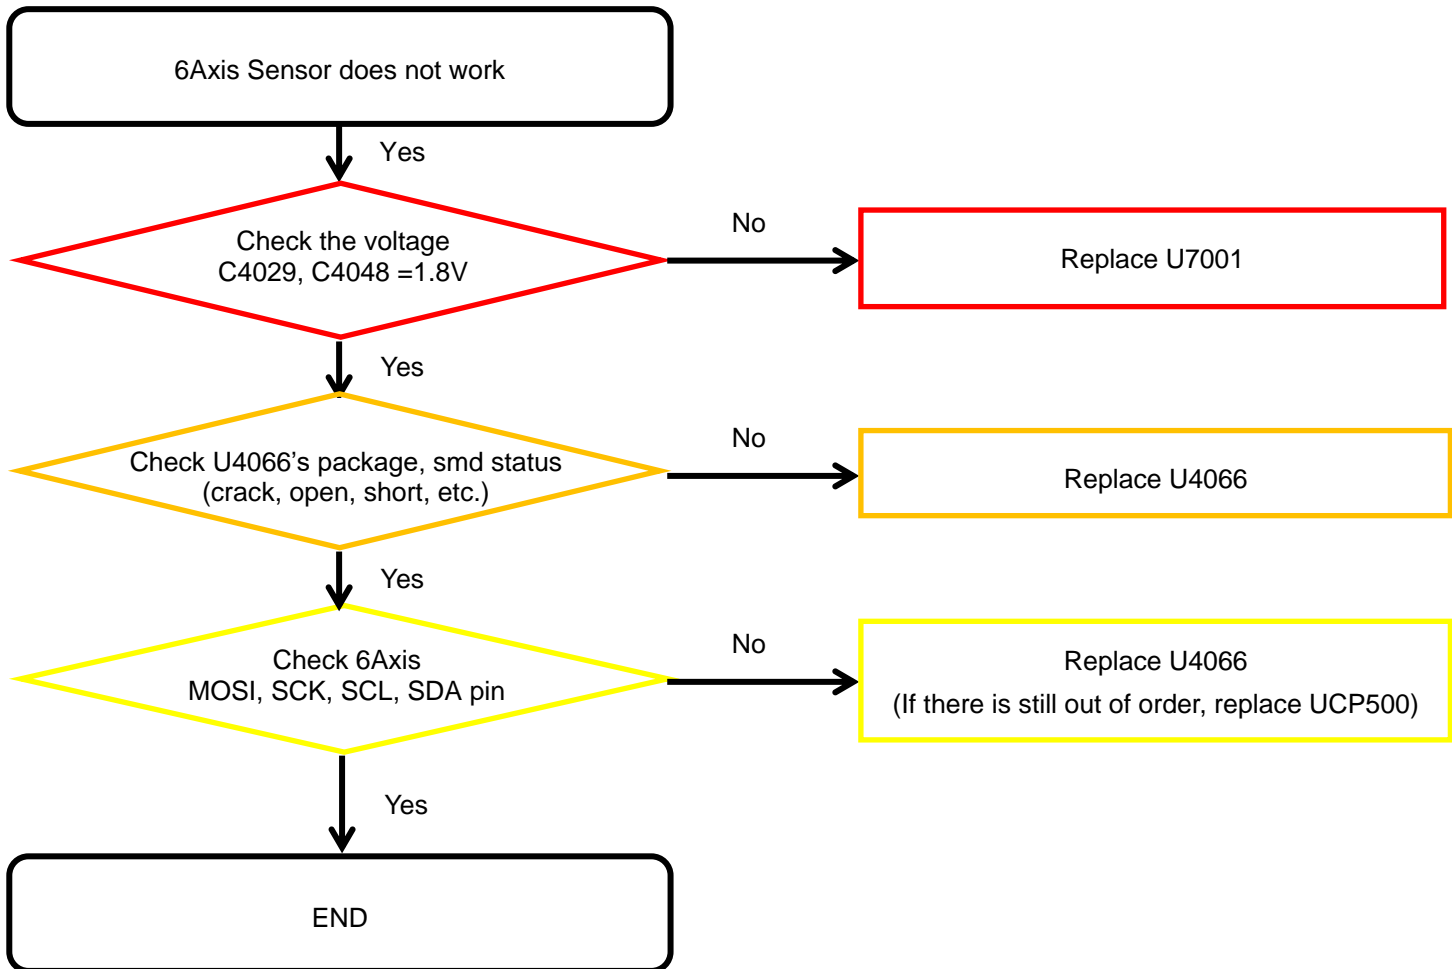 6Axis Sensor does not work
Yes
Check the voltage
C4029, C4048 =1.8V
No
Replace U7001
Yes
Check U4066’s package, smd status
(crack, open, short, etc.)
No
Replace U4066
Yes
Check 6Axis
MOSI, SCK, SCL, SDA pin
No
Replace U4066
(If there is still out of order, replace UCP500)
Yes
END